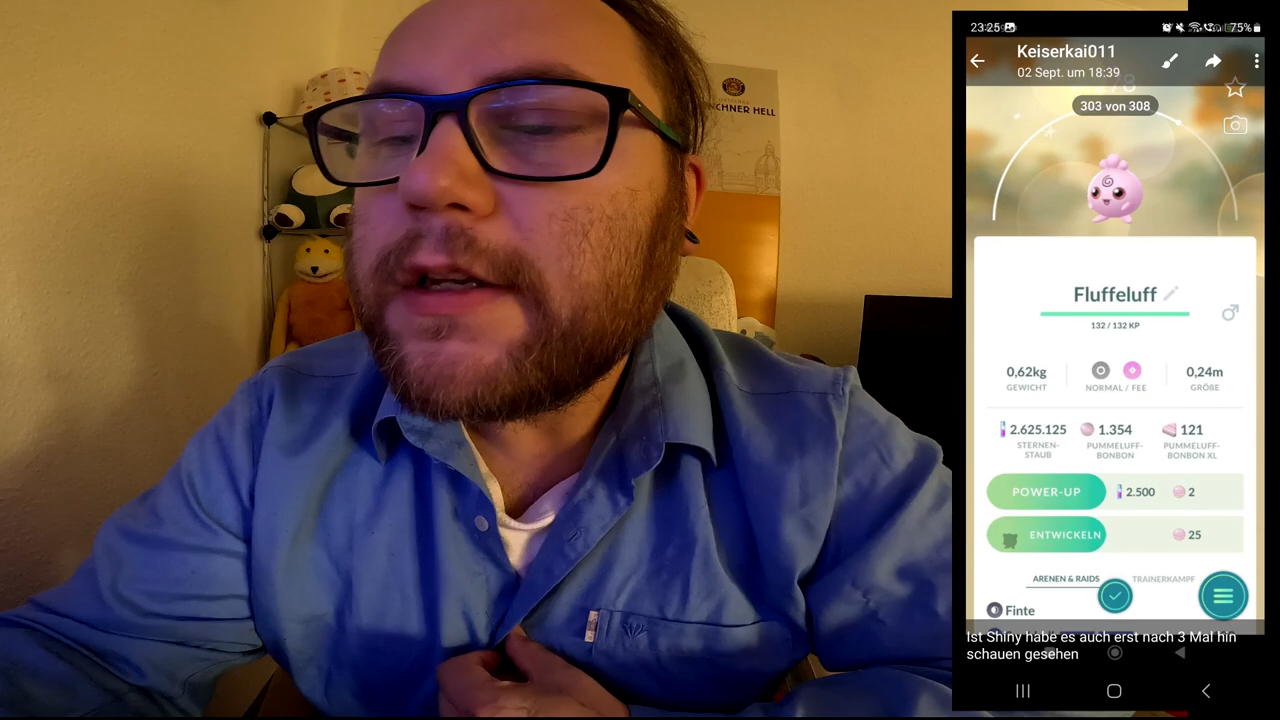 NCHNER HELL
23:25
75%
Keiserkai011
02 Sept. um 18:39
303 von 308
Fluffeluff
132 / 132 KP
0,62kg
GEWICHT
NORMAL / FEE
0,24m
GRÖßE
2.625.125
STERNEN-
STAUB
1.354
PUMMELUFF-
BONBON
121
PUMMELUFF-
BONBON XL
POWER-UP
2.500
2
ENTWICKELN
25
ARENEN & RAIDS
TRAINERKAMPF
Finte
Ist Shiny habe es auch erst nach 3 Mal hin
schauen gesehen